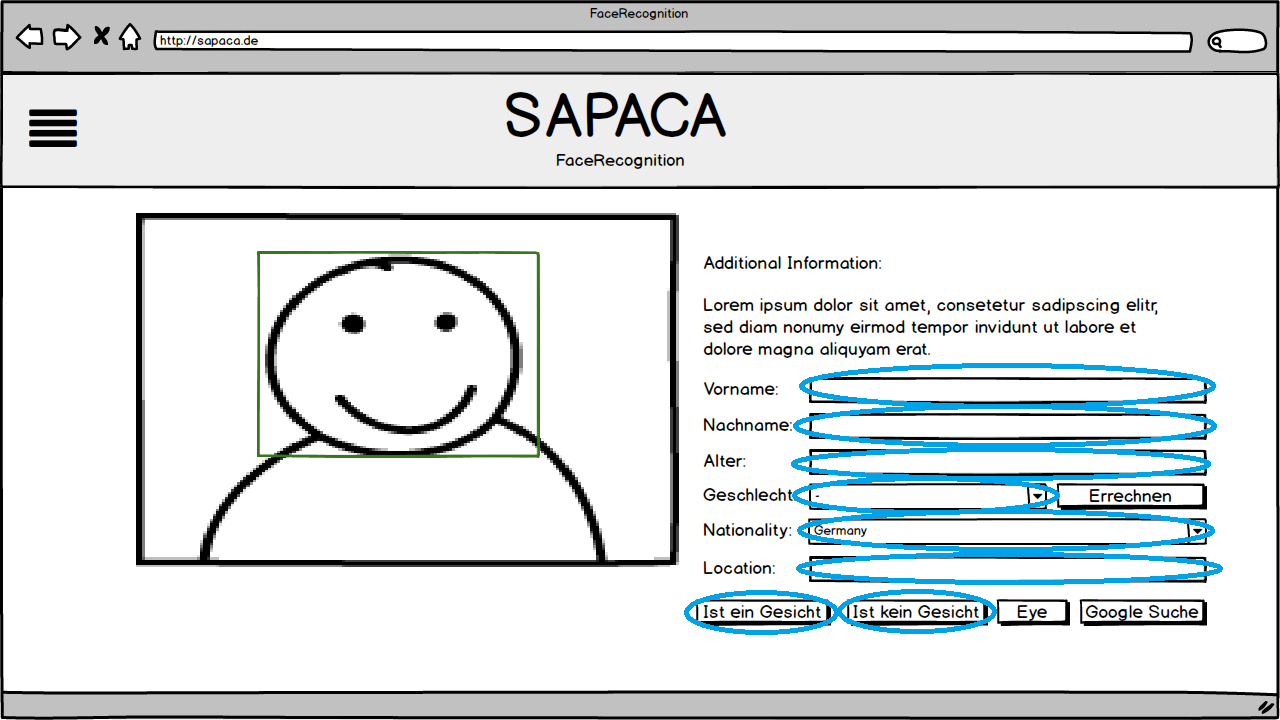 FaceRecognition
http://sapaca.de
SAPACA
FaceRecognition
Additional Information:
Lorem ipsum dolor sit amet, consetetur sadipscing elitr,
sed diam nonumy eirmod tempor invidunt ut labore et
dolore magna aliquyam erat.
Vorname:
Nachname:
Alter:
Geschlecht - Errechnen
Nationality: Germany
Location:
Ist ein Gesicht Ist kein Gesicht Eye Google Suche